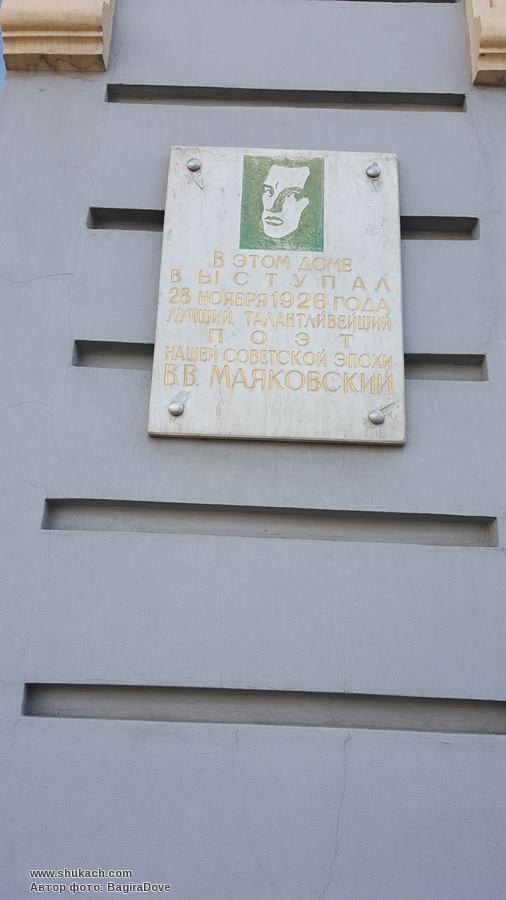 В ЭТОМ ДОМЕ
ВЫСТУПАЛ
28 НОЯБРЯ 1926 ГОДА
ЛУЧШИЙ, ТАЛАНТЛИВЕЙШИЙ
ПОЭТ
НАШЕЙ СОВЕТСКОЙ ЭПОХИ
В.В. МАЯКОВСКИЙ
www.shukach.com
Автор фото: BagiraDove